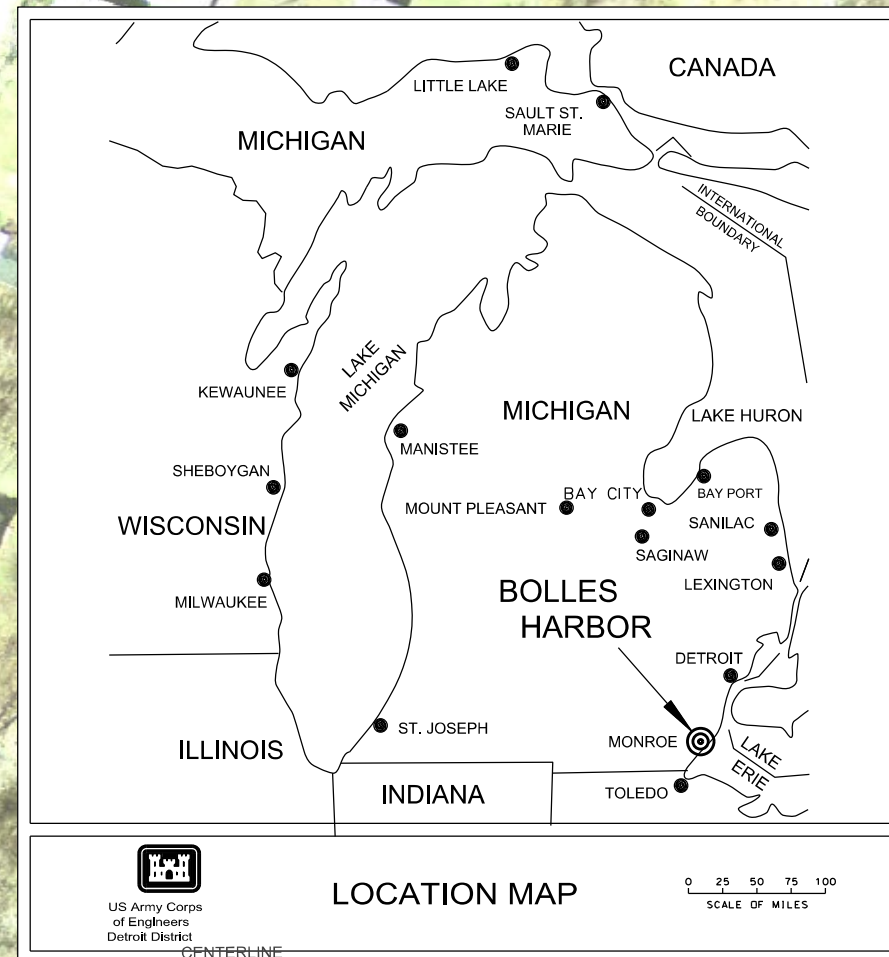 CANADA
LITTLE LAKE
SAULT ST.
MARIE
MICHIGAN
INTERNATIONAL
BOUNDARY
LAKE
MICHIGAN
KEWAUNEE
MICHIGAN
LAKE HURON
MANISTEE
SHEBOYGAN
BAY PORT
BAY CITY
MOUNT PLEASANT
WISCONSIN
SANILAC
SAGINAW
LEXINGTON
MILWAUKEE
BOLLES
HARBOR
DETROIT
ST. JOSEPH
MONROE
ILLINOIS
LAKE
ERIE
INDIANA
TOLEDO
US Army Corps
of Engineers
Detroit District
LOCATION MAP
0 25 50 75 100
SCALE OF MILES
CENTERLINE